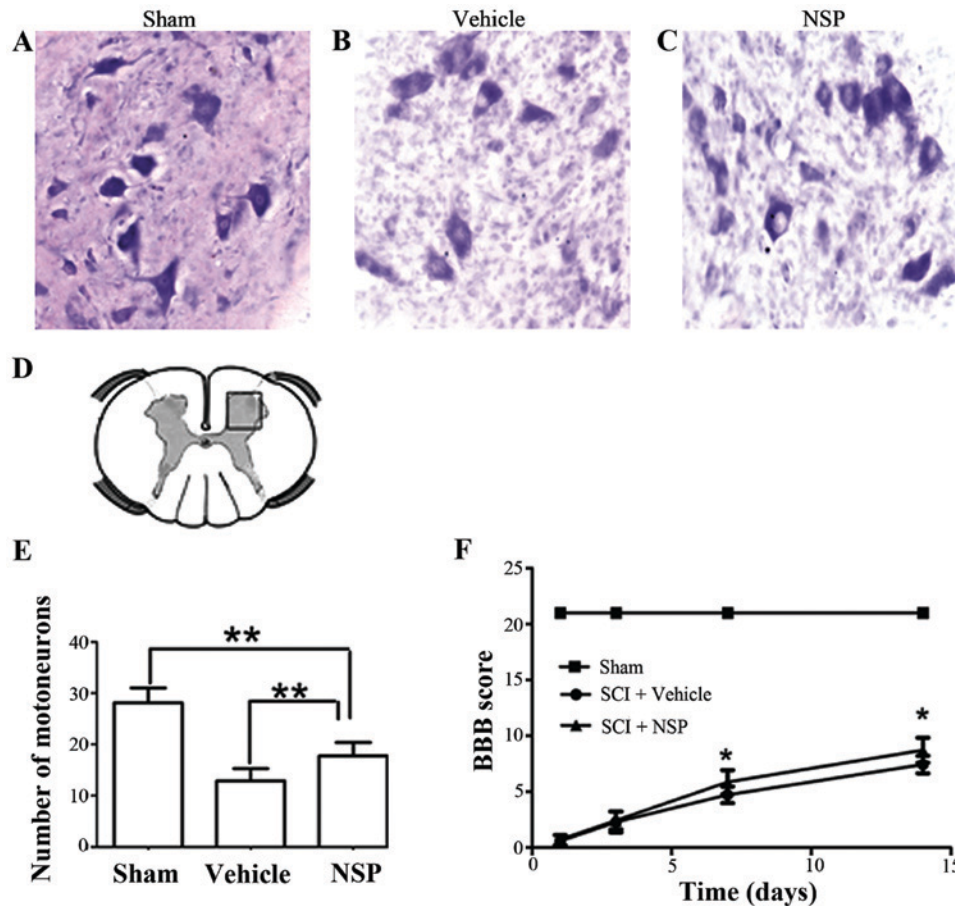 Sham
Vehicle
NSP
A
B
C
D
E
Number of motoneurons
40
30
20
10
0
**
**
Sham
Vehicle
NSP
F
BBB score
25
20
15
10
5
0
Sham
SCI + Vehicle
SCI + NSP
*
*
0
5
10
15
Time (days)